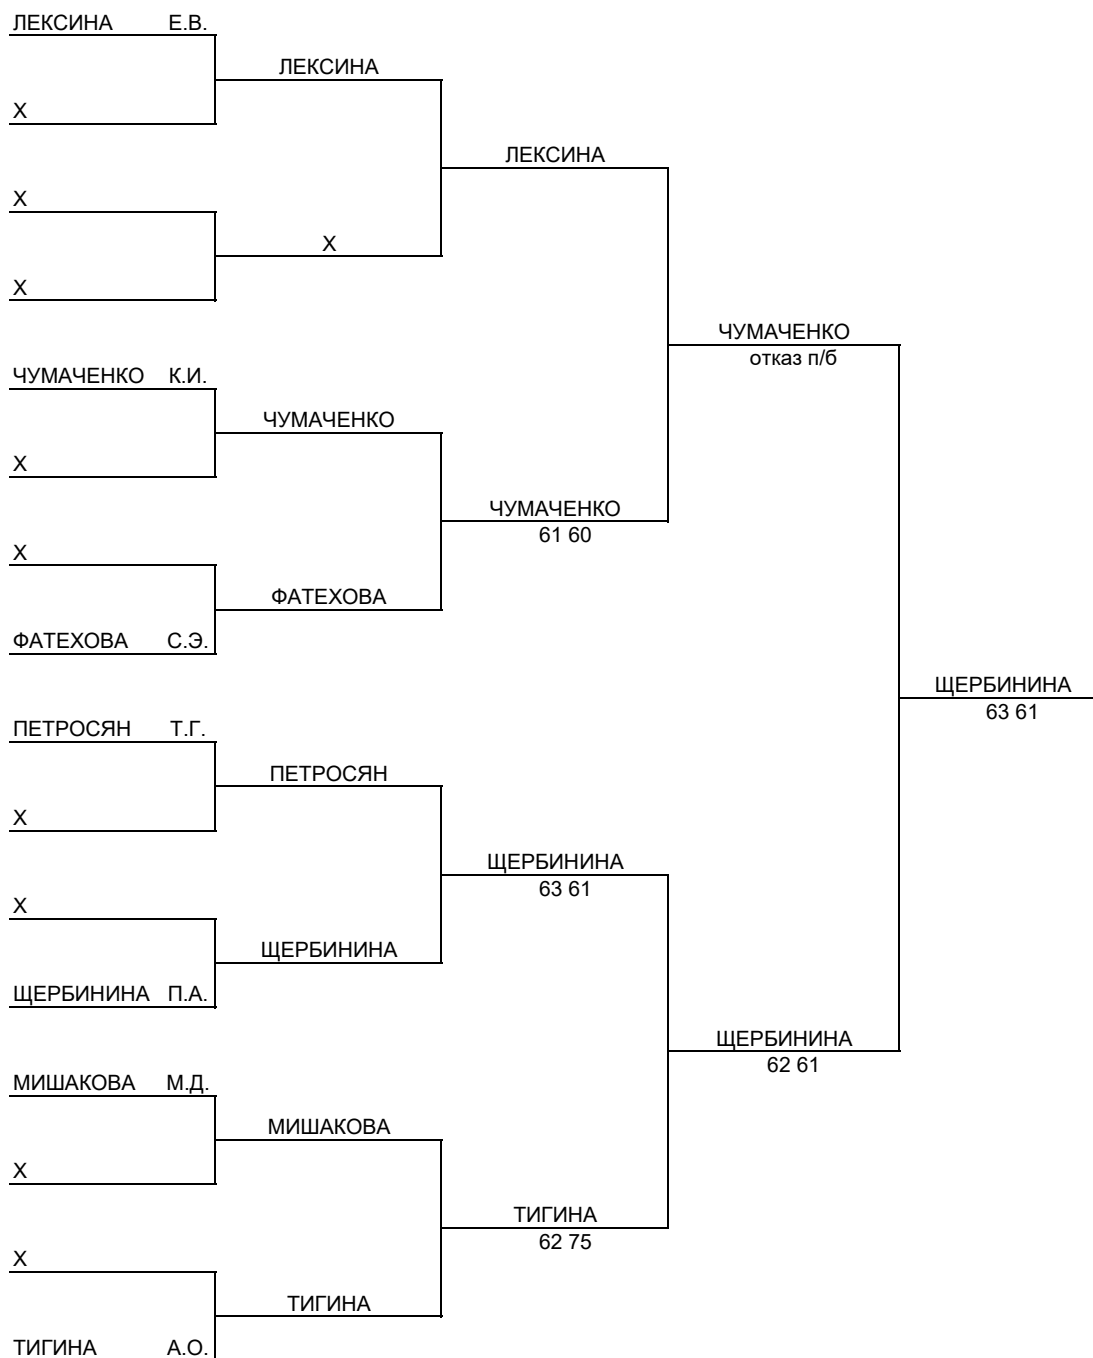 ЛЕКСИНА Е.В.
ЛЕКСИНА
X
ЛЕКСИНА
X
X
X
ЧУМАЧЕНКО
отказ п/б
ЧУМАЧЕНКО К.И.
ЧУМАЧЕНКО
X
ЧУМАЧЕНКО
61 60
X
ФАТЕХОВА
ФАТЕХОВА С.Э.
ЩЕРБИНИНА
63 61
ПЕТРОСЯН Т.Г.
ПЕТРОСЯН
X
ЩЕРБИНИНА
63 61
X
ЩЕРБИНИНА
ЩЕРБИНИНА П.А.
ЩЕРБИНИНА
62 61
МИШАКОВА М.Д.
МИШАКОВА
X
ТИГИНА
62 75
X
ТИГИНА
ТИГИНА А.О.